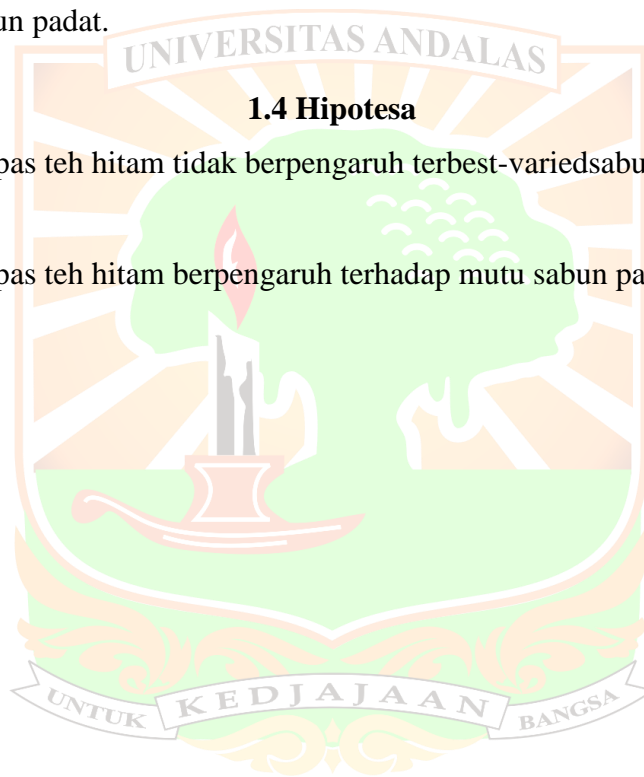 un padat.
UNIVERSITAS ANDALAS
1.4 Hipotesa
pas teh hitam tidak berpengaruh terbest-variedsabu
pas teh hitam berpengaruh terhadap mutu sabun pa
UNTUK KEDJAJAAN BANGSA